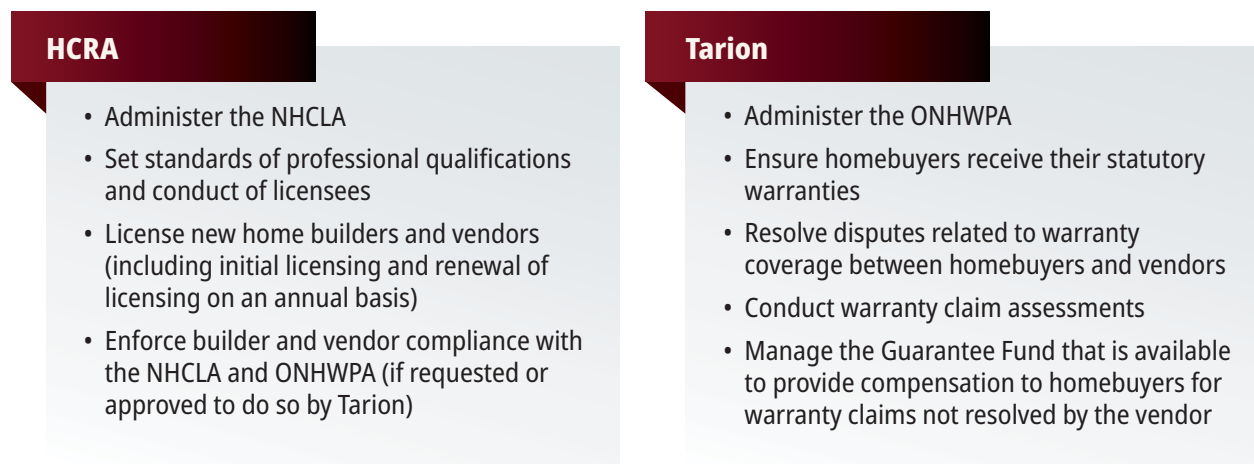 HCRA
• Administer the NHCLA
• Set standards of professional qualifications
and conduct of licensees
• License new home builders and vendors
(including initial licensing and renewal of
licensing on an annual basis)
• Enforce builder and vendor compliance with
the NHCLA and ONHWPA (if requested or
approved to do so by Tarion)
Tarion
• Administer the ONHWPA
• Ensure homebuyers receive their statutory
warranties
• Resolve disputes related to warranty
coverage between homebuyers and vendors
• Conduct warranty claim assessments
• Manage the Guarantee Fund that is available
to provide compensation to homebuyers for
warranty claims not resolved by the vendor